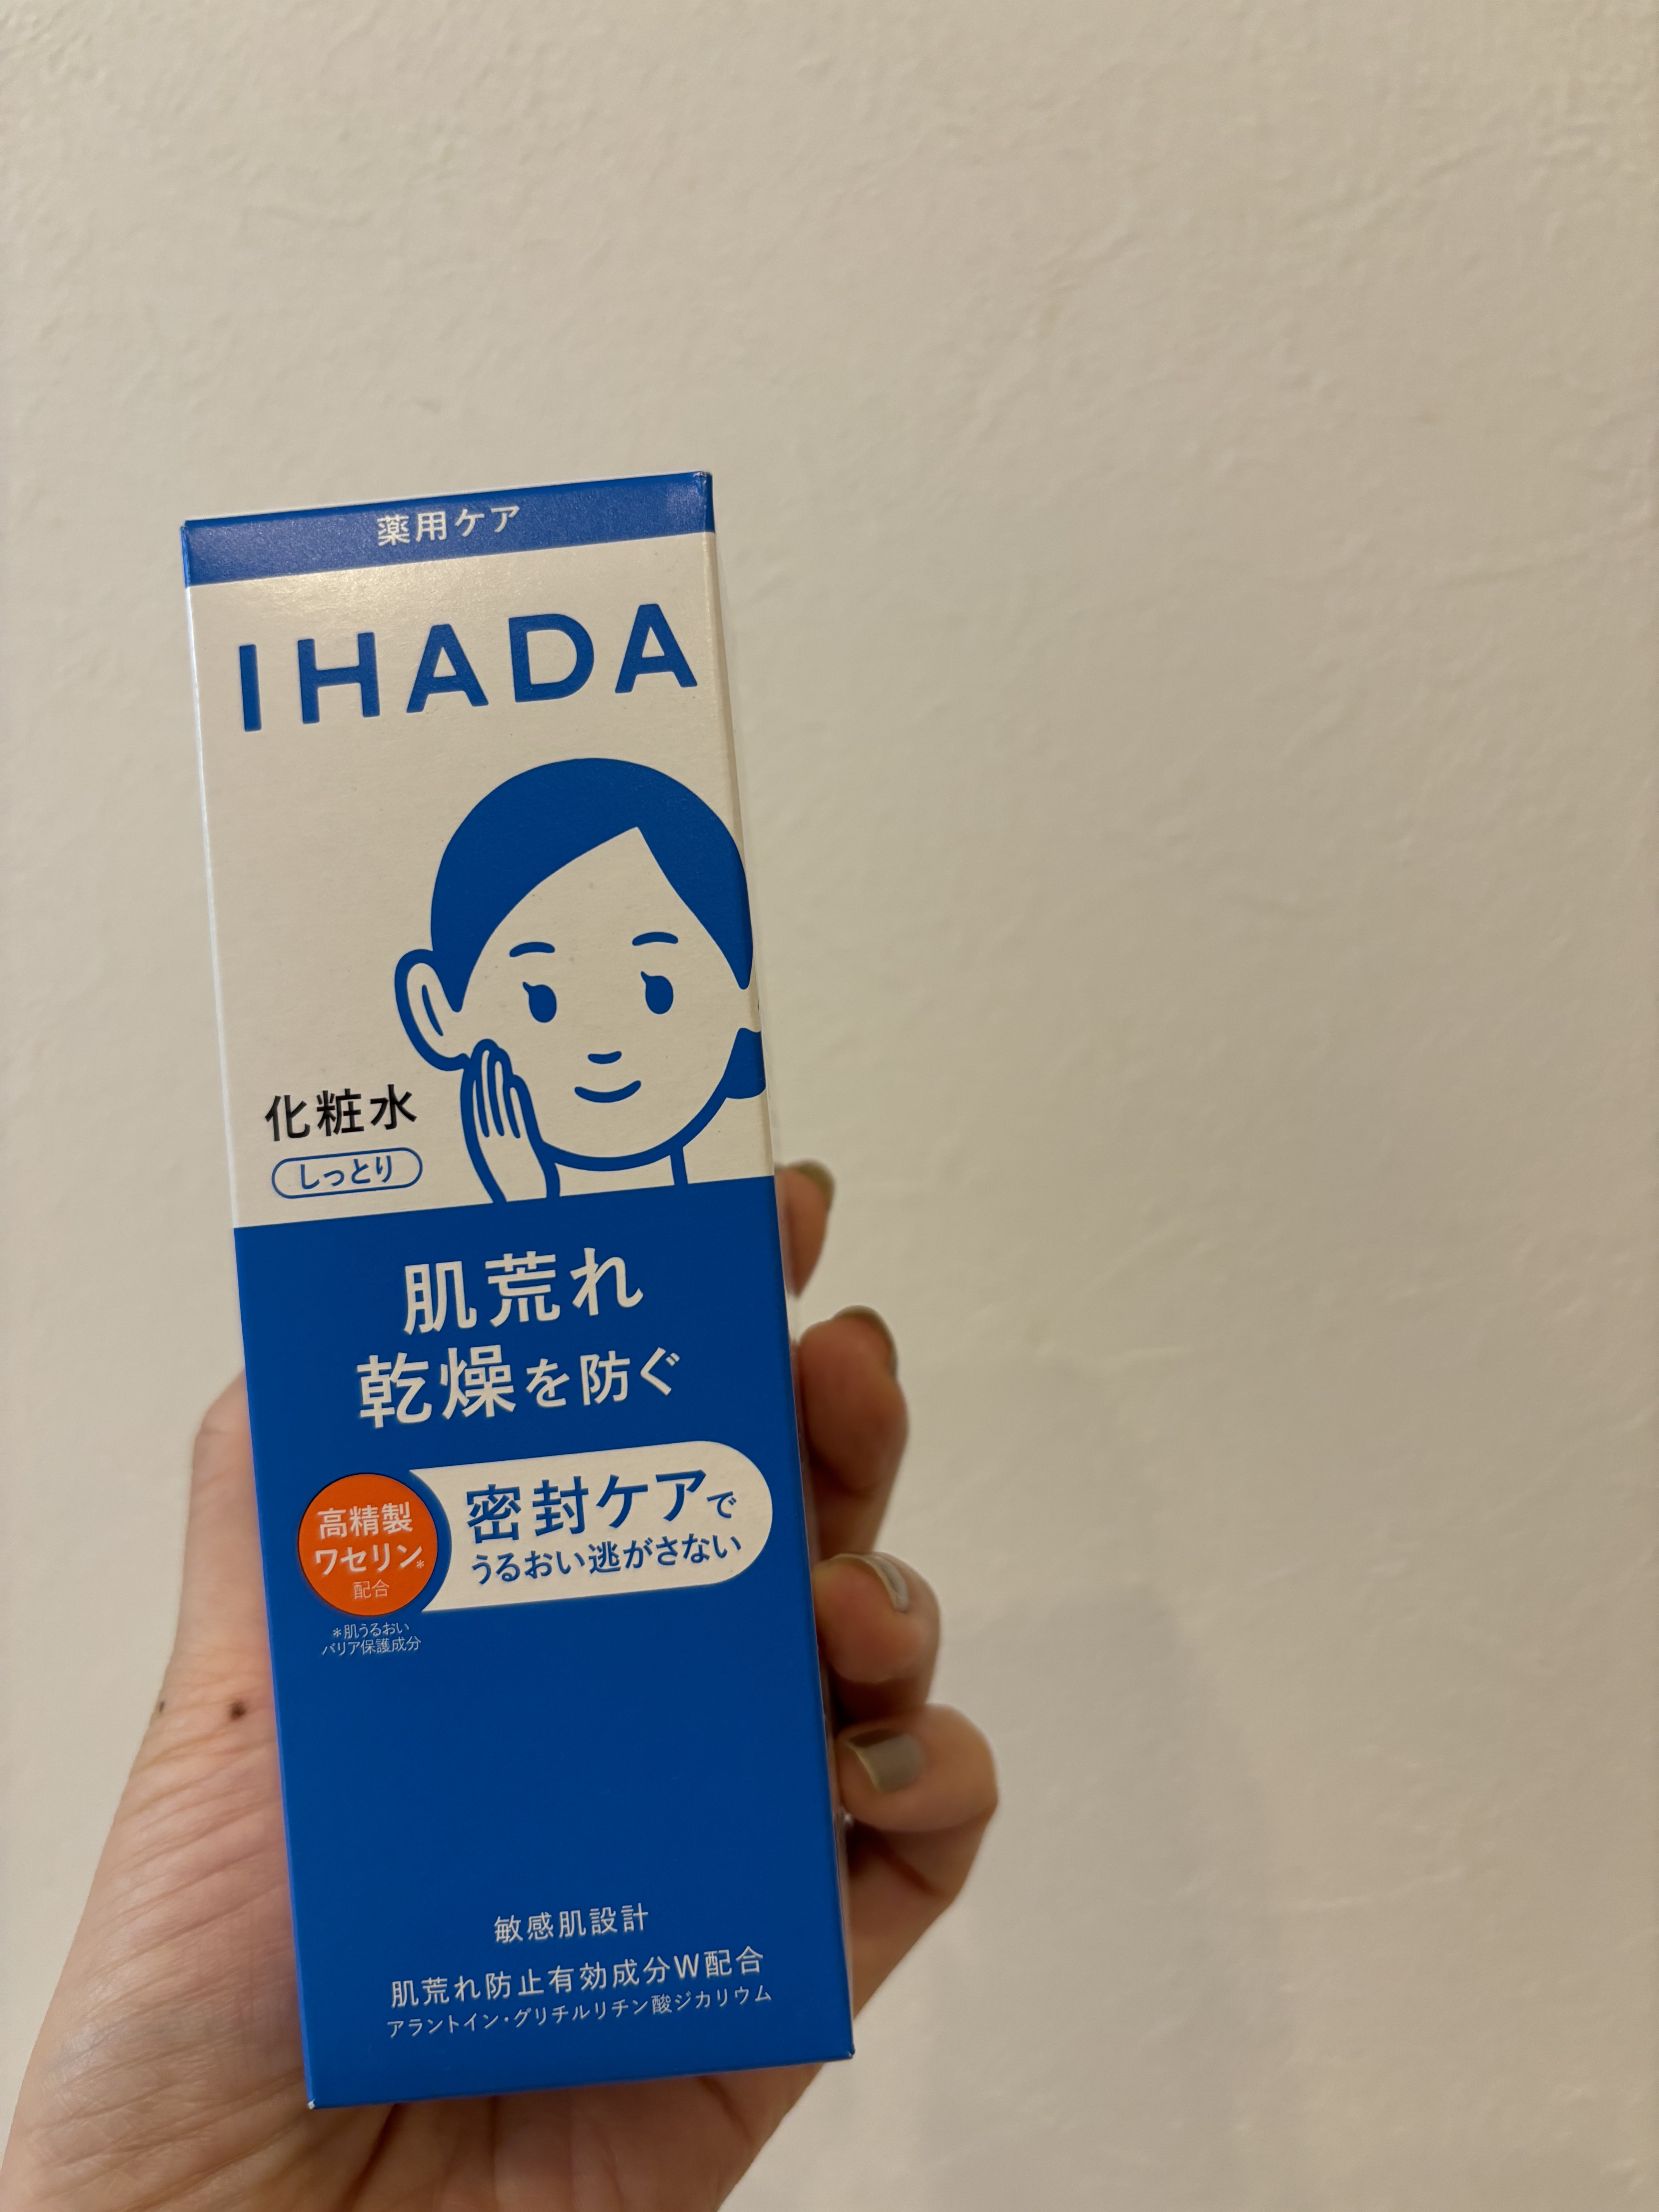 薬用ケア
IHADA
化粧水
しっとり
肌荒れ
乾燥を防ぐ
高精製
ワセリン*
配合
密封ケアで
うるおい逃がさない
*肌うるおい
バリア保護成分
敏感肌設計
肌荒れ防止有効成分W配合
アラントイン・グリチルリチン酸ジカリウム